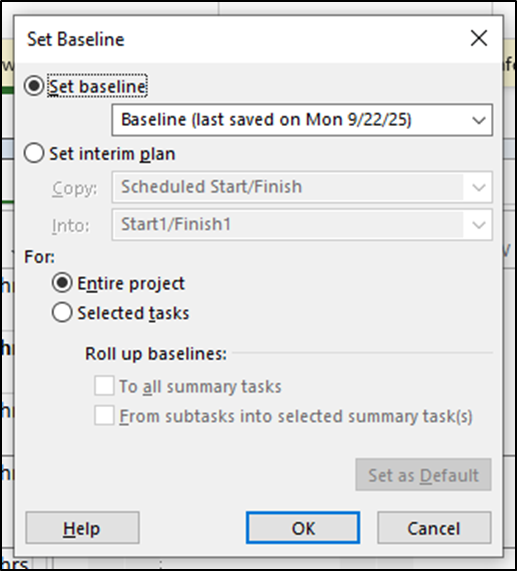 Set Baseline
Set baseline
Baseline (last saved on Mon 9/22/25)
Set interim plan
Copy: Scheduled Start/Finish
Into: Start1/Finish1
For:
Entire project
Selected tasks
Roll up baselines:
To all summary tasks
From subtasks into selected summary task(s)
Set as Default
Help OK Cancel
hrs